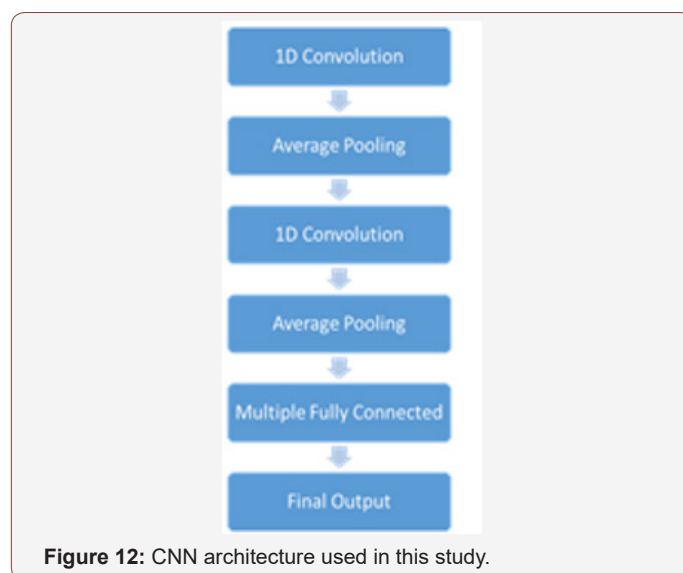 1D Convolution
Average Pooling
1D Convolution
Average Pooling
Multiple Fully Connected
Final Output
Figure 12: CNN architecture used in this study.